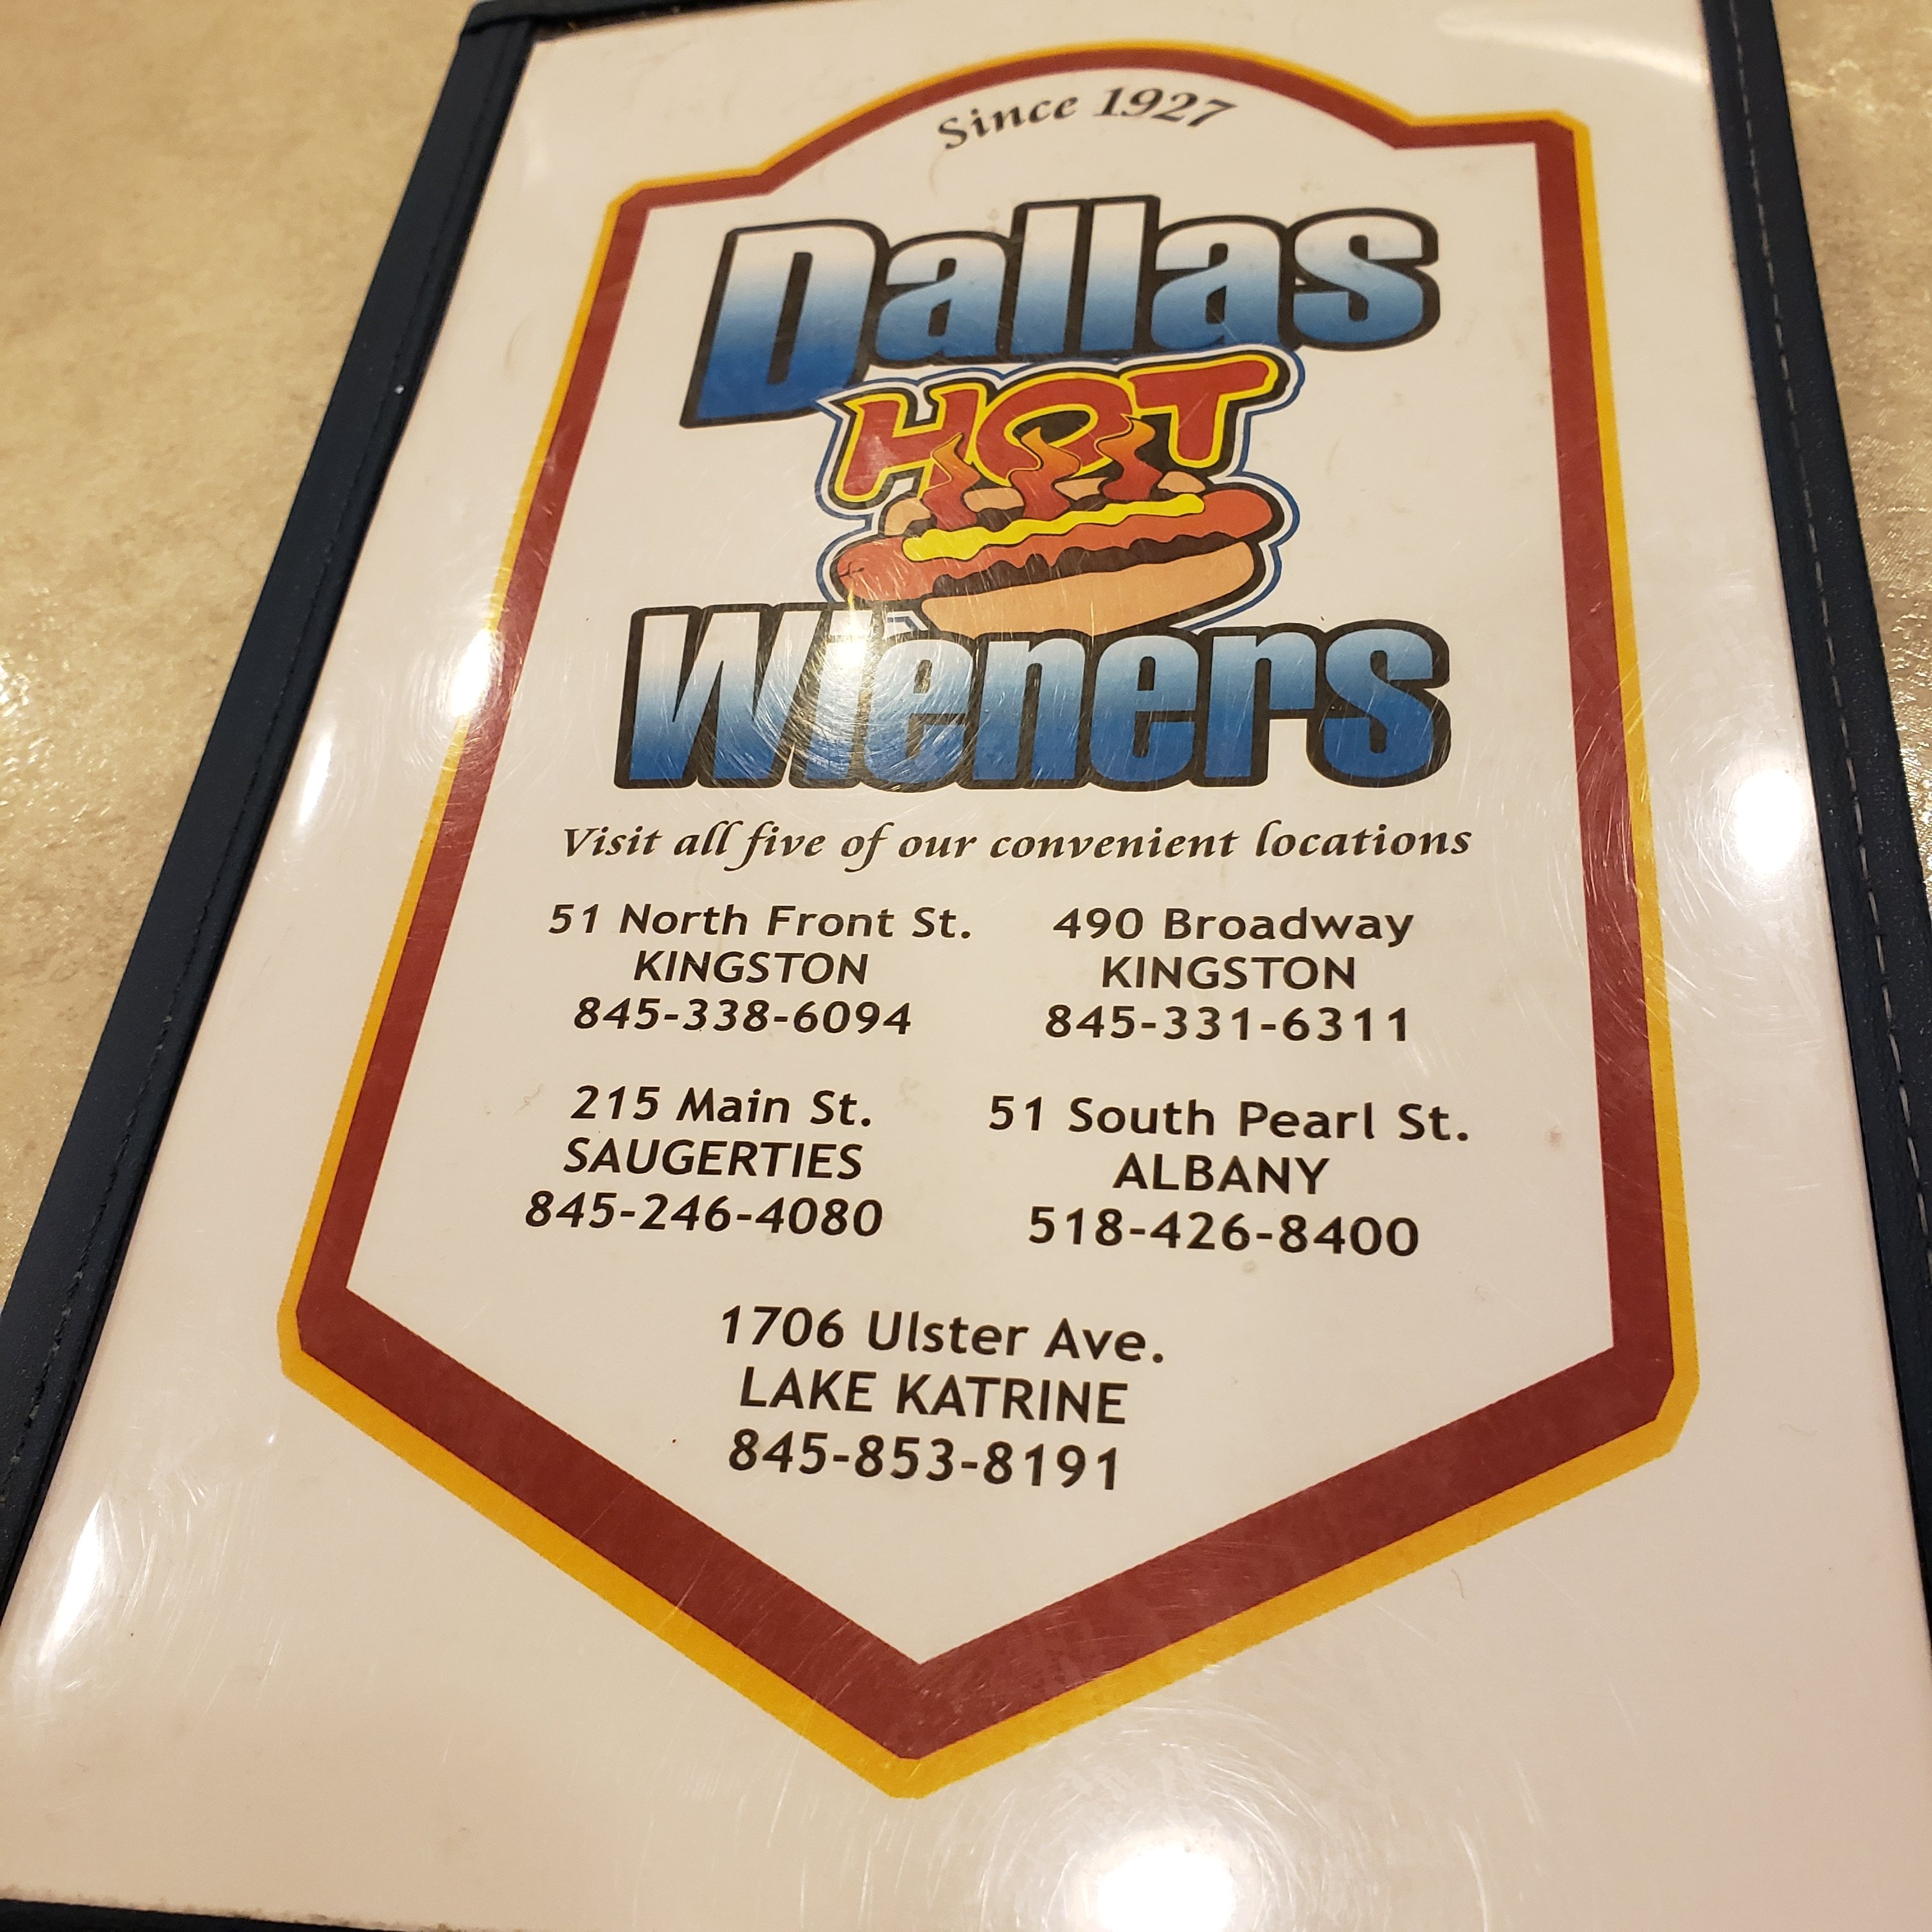 Since 1927
Dallas
HOT
Wieners
Visit all five of our convenient locations
51 North Front St.
KINGSTON
845-338-6094
490 Broadway
KINGSTON
845-331-6311
215 Main St.
SAUGERTIES
845-246-4080
51 South Pearl St.
ALBANY
518-426-8400
1706 Ulster Ave.
LAKE KATRINE
845-853-8191